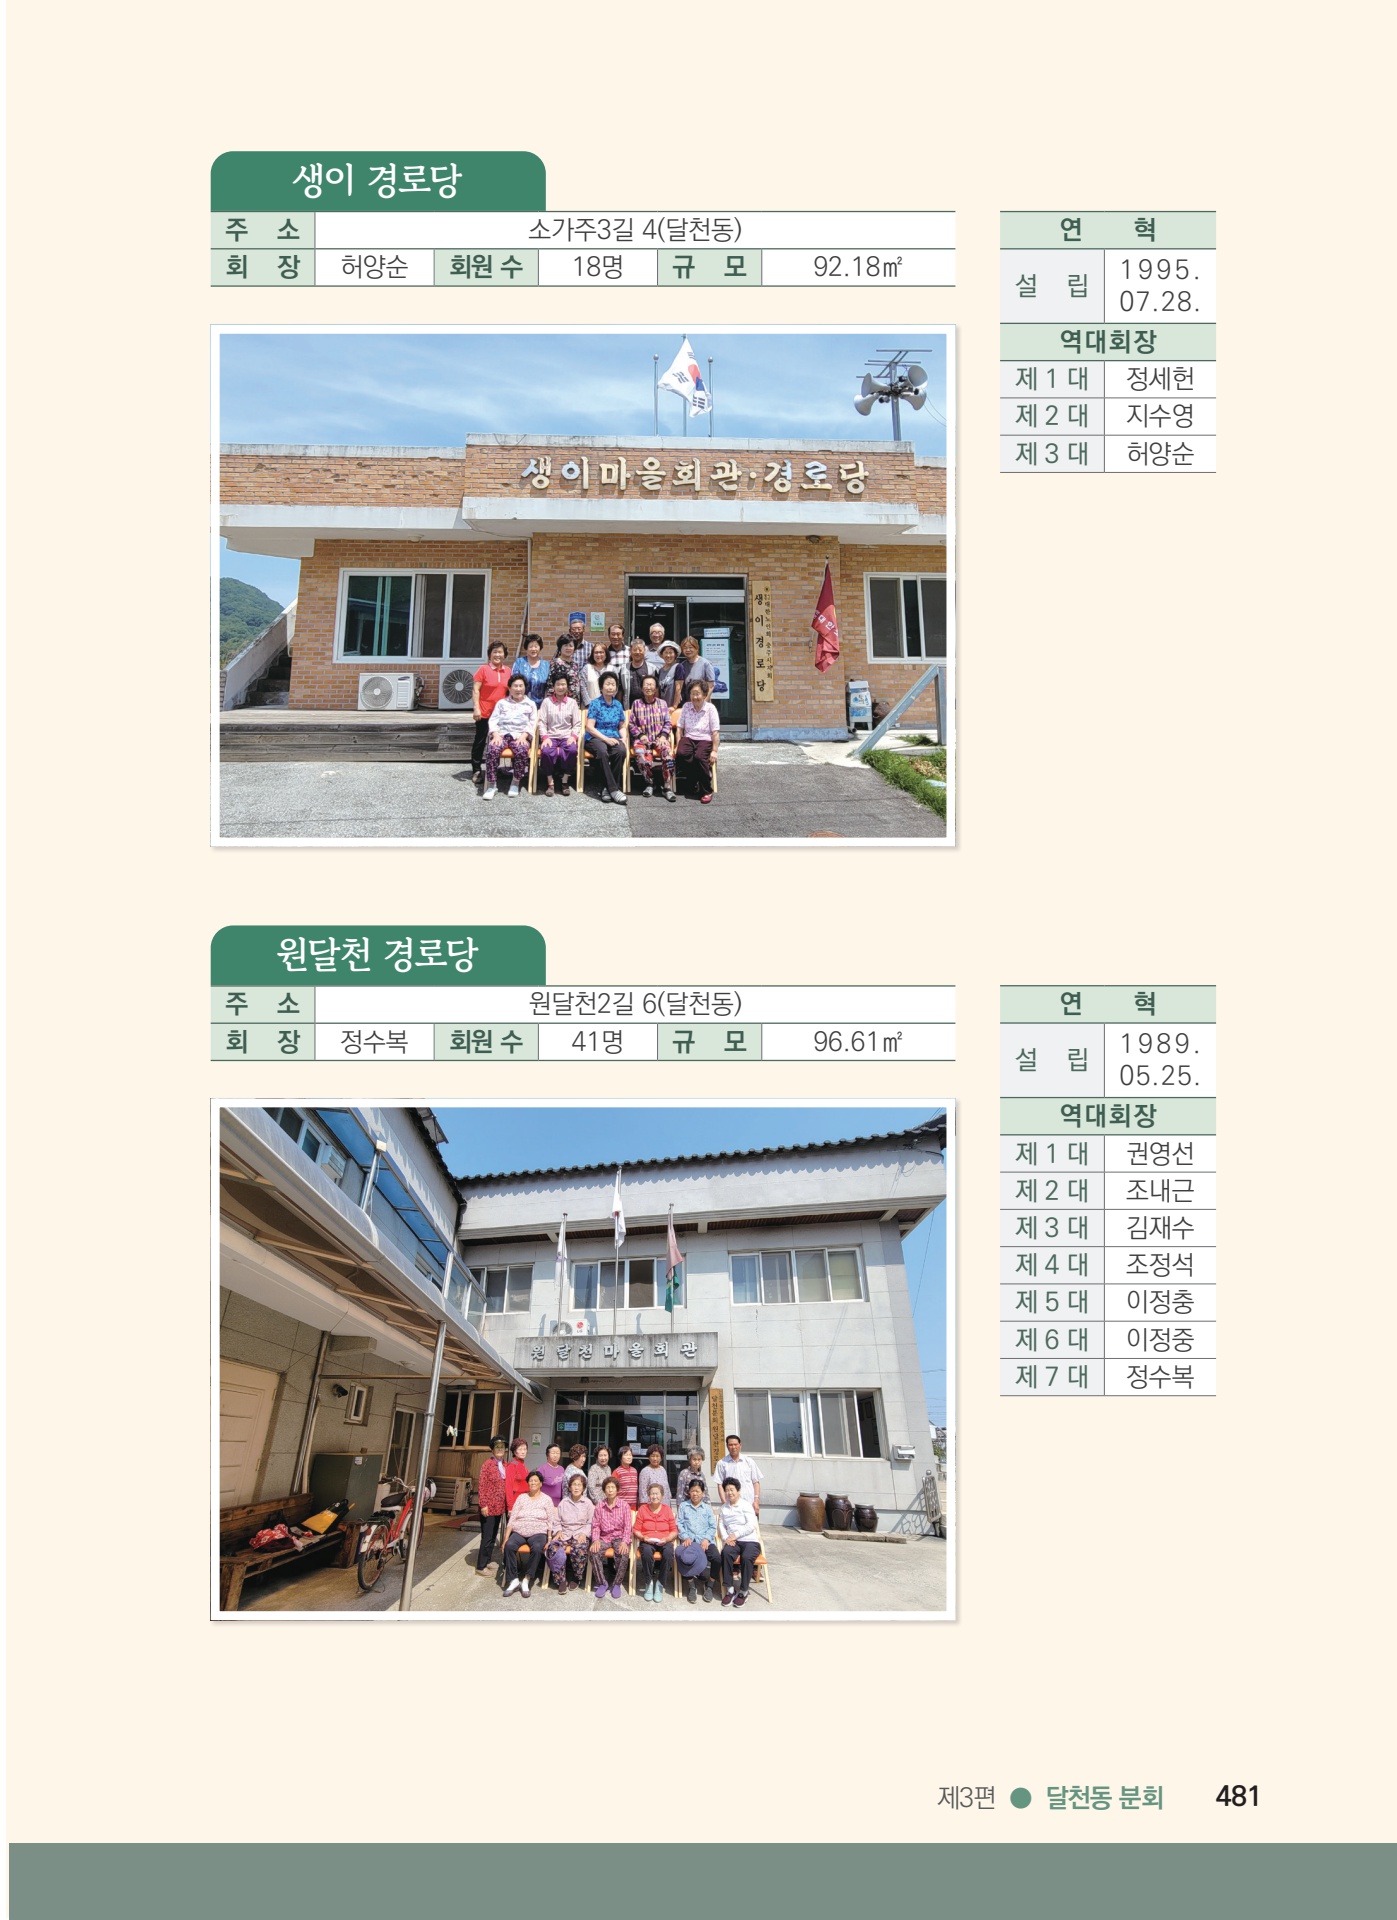 생이 경로당
주 소 소가주3길 4(달천동)
회 장 허양순 회원 수 18명 규 모 92.18㎡
연 혁
설 립 1995.
07.28.
역대회장
제 1 대 정세헌
제 2 대 지수영
제 3 대 허양순
생이마을회관·경로당
생이경로당
원달천 경로당
주 소 원달천2길 6(달천동)
회 장 정수복 회원 수 41명 규 모 96.61㎡
연 혁
설 립 1989.
05.25.
역대회장
제 1 대 권영선
제 2 대 조내근
제 3 대 김재수
제 4 대 조정석
제 5 대 이정충
제 6 대 이정중
제 7 대 정수복
원달천마을회관
제3편 ● 달천동 분회 481